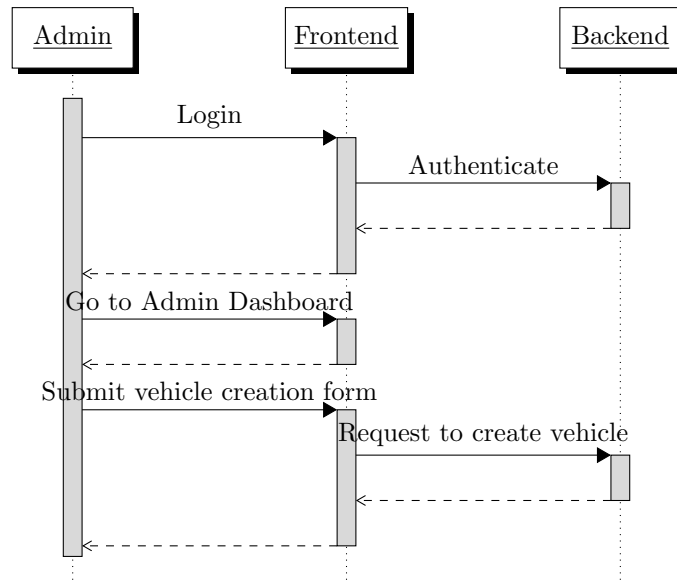 Admin
Frontend
Backend
Login
Authenticate
Go to Admin Dashboard
Submit vehicle creation form
Request to create vehicle